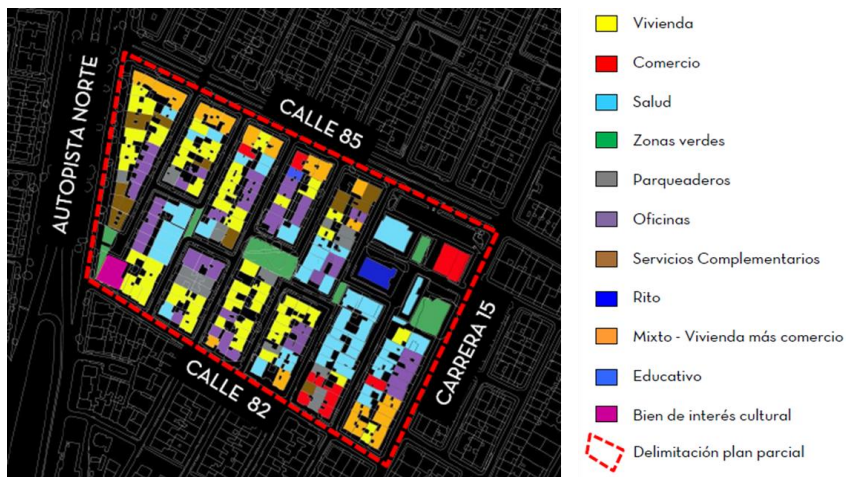 AUTOPISTA NORTE
CALLE 85
CALLE 82
CARRERA 15
Vivienda
Comercio
Salud
Zonas verdes
Parqueaderos
Oficinas
Servicios Complementarios
Rito
Mixto - Vivienda más comercio
Educativo
Bien de interés cultural
Delimitación plan parcial